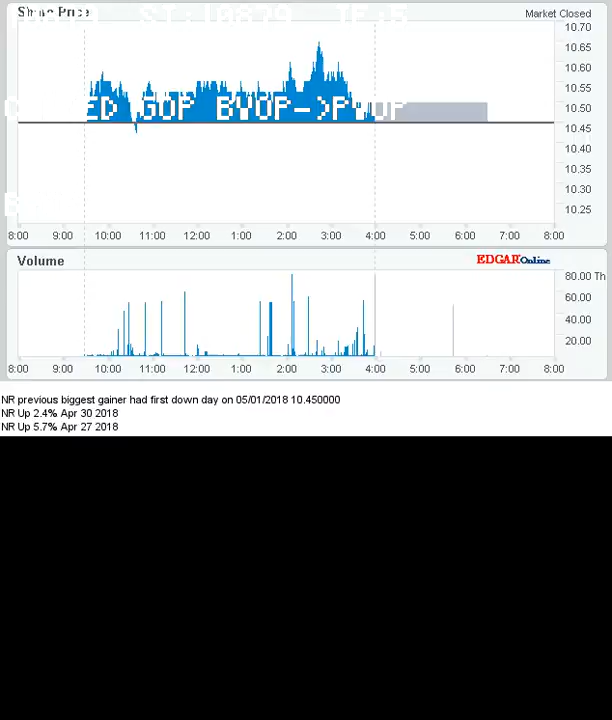 Share Price
Market Closed
10.70
10.65
10.60
10.55
10.50
10.45
10.40
10.35
10.30
10.25
8:00 9:00 10:00 11:00 12:00 1:00 2:00 3:00 4:00 5:00 6:00 7:00 8:00
GOP BVOP->PVOP
Volume
EDGAR Online
80.00 Th
60.00
40.00
20.00
8:00 9:00 10:00 11:00 12:00 1:00 2:00 3:00 4:00 5:00 6:00 7:00 8:00
NR previous biggest gainer had first down day on 05/01/2018 10.450000
NR Up 2.4% Apr 30 2018
NR Up 5.7% Apr 27 2018